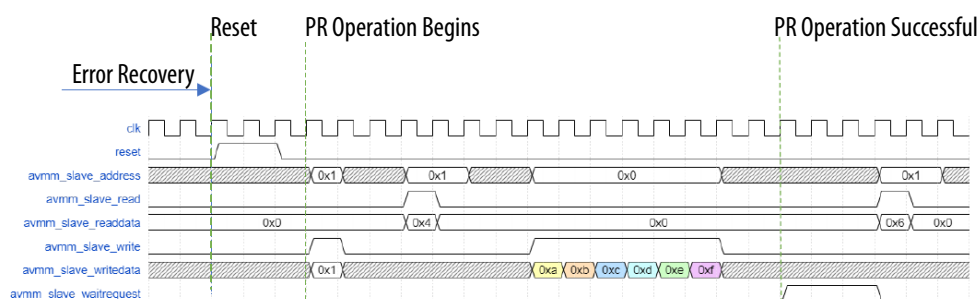 Reset PR Operation Begins PR Operation Successful
Error Recovery
clk
reset
avmm_slave_address 0x1 0x1 0x0 0x1
avmm_slave_read
avmm_slave_readdata 0x0 0x4 0x0 0x6 0x0
avmm_slave_write
avmm_slave_writedata 0x1 0xa 0xb 0xc 0xd 0xe 0xf
avmm_slave_waitrequest